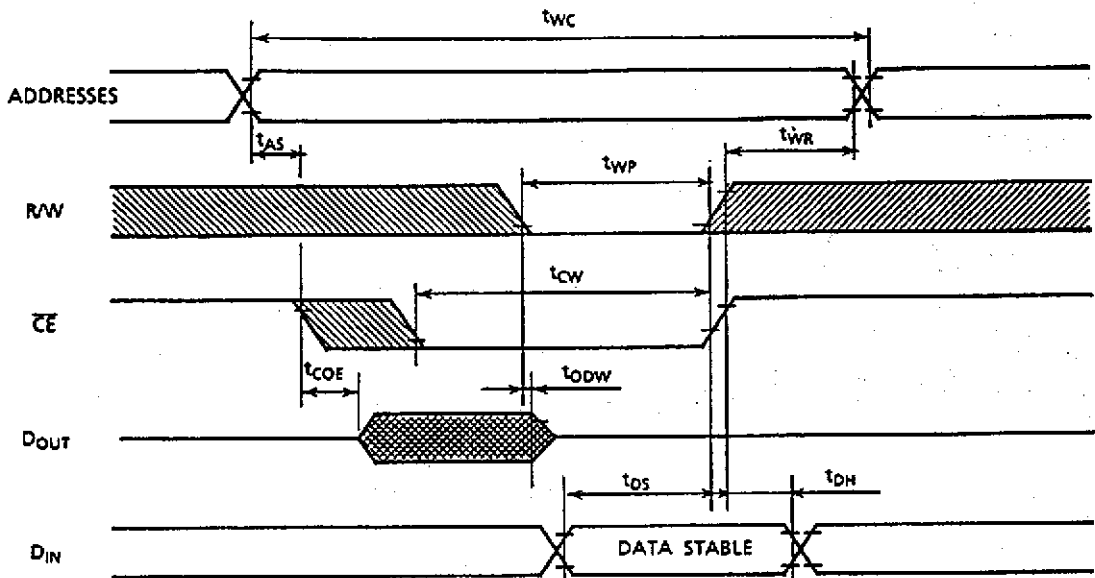 tWC
ADDRESSES
tAS
tWR
tWP
R/W
tCW
CE
tCOE
tODW
DOUT
tDS
tDH
DIN
DATA STABLE